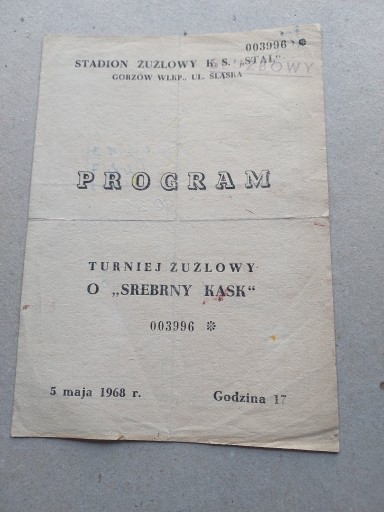 003996 ✻
STADION ŻUŻLOWY K. S. „STAL"
GORZÓW WLKP., UL. ŚLĄSKA
PROGRAM
TURNIEJ ŻUŻLOWY
O „SREBRNY KASK"
003996 ✻
5 maja 1968 r.
Godzina 17